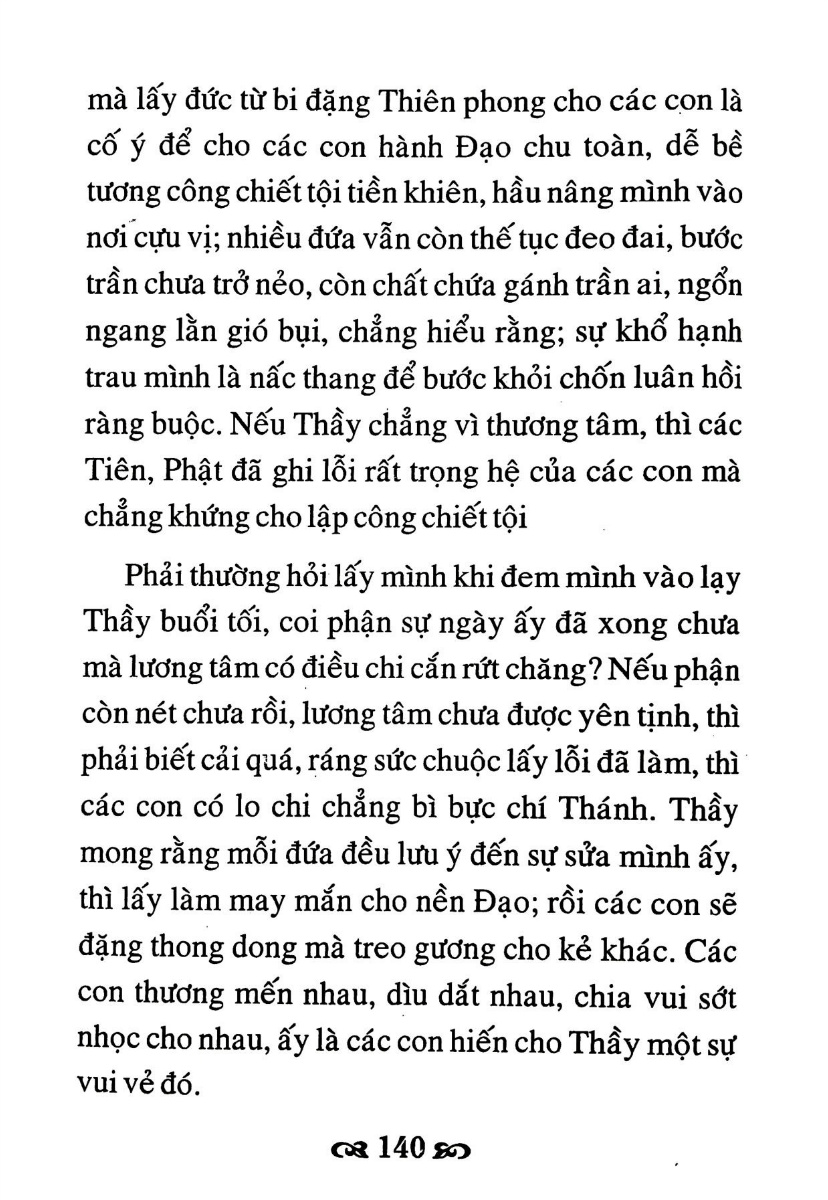 mà lấy đức từ bi đặng Thiên phong cho các con là
cố ý để cho các con hành Đạo chu toàn, dễ bề
tương công chiết tội tiền khiên, hầu nâng mình vào
nơi cựu vị; nhiều đứa vẫn còn thế tục đeo đai, bước
trần chưa trở nẻo, còn chất chứa gánh trần ai, ngổn
ngang lằn gió bụi, chẳng hiểu rằng; sự khổ hạnh
trau mình là nấc thang để bước khỏi chốn luân hồi
ràng buộc. Nếu Thầy chẳng vì thương tâm, thì các
Tiên, Phật đã ghi lỗi rất trọng hệ của các con mà
chẳng khứng cho lập công chiết tội
Phải thường hỏi lấy mình khi đem mình vào lạy
Thầy buổi tối, coi phận sự ngày ấy đã xong chưa
mà lương tâm có điều chi cắn rứt chăng? Nếu phận
còn nét chưa rồi, lương tâm chưa được yên tịnh, thì
phải biết cải quá, ráng sức chuộc lấy lỗi đã làm, thì
các con có lo chi chẳng bì bực chí Thánh. Thầy
mong rằng mỗi đứa đều lưu ý đến sự sửa mình ấy,
thì lấy làm may mắn cho nền Đạo; rồi các con sẽ
đặng thong dong mà treo gương cho kẻ khác. Các
con thương mến nhau, dìu dắt nhau, chia vui sớt
nhọc cho nhau, ấy là các con hiến cho Thầy một sự
vui vẻ đó.
140